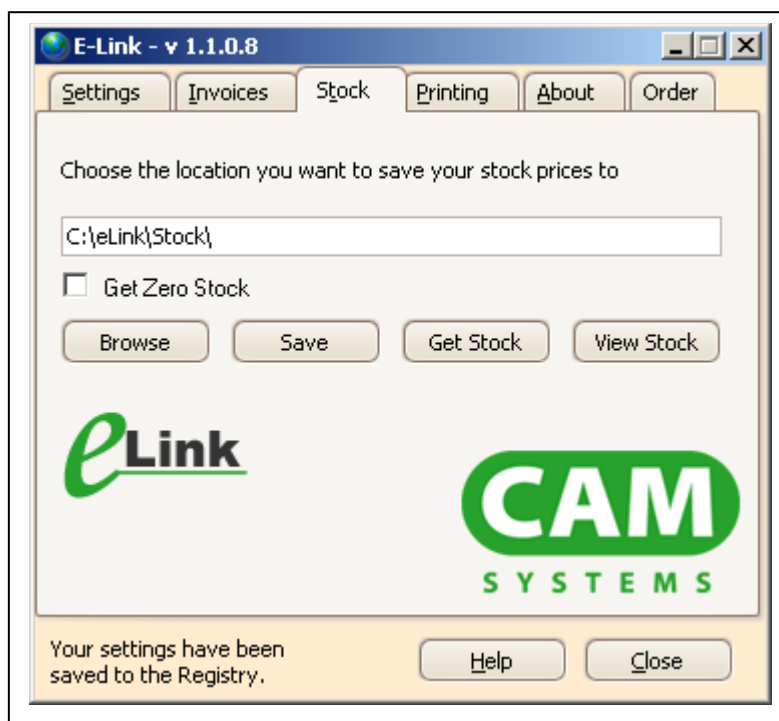 E-Link - v 1.1.0.8
Settings Invoices Stock Printing About Order
Choose the location you want to save your stock prices to
C:\eLink\Stock\
Get Zero Stock
Browse Save Get Stock View Stock
eLink
CAM
SYSTEMS
Your settings have been
saved to the Registry.
Help Close